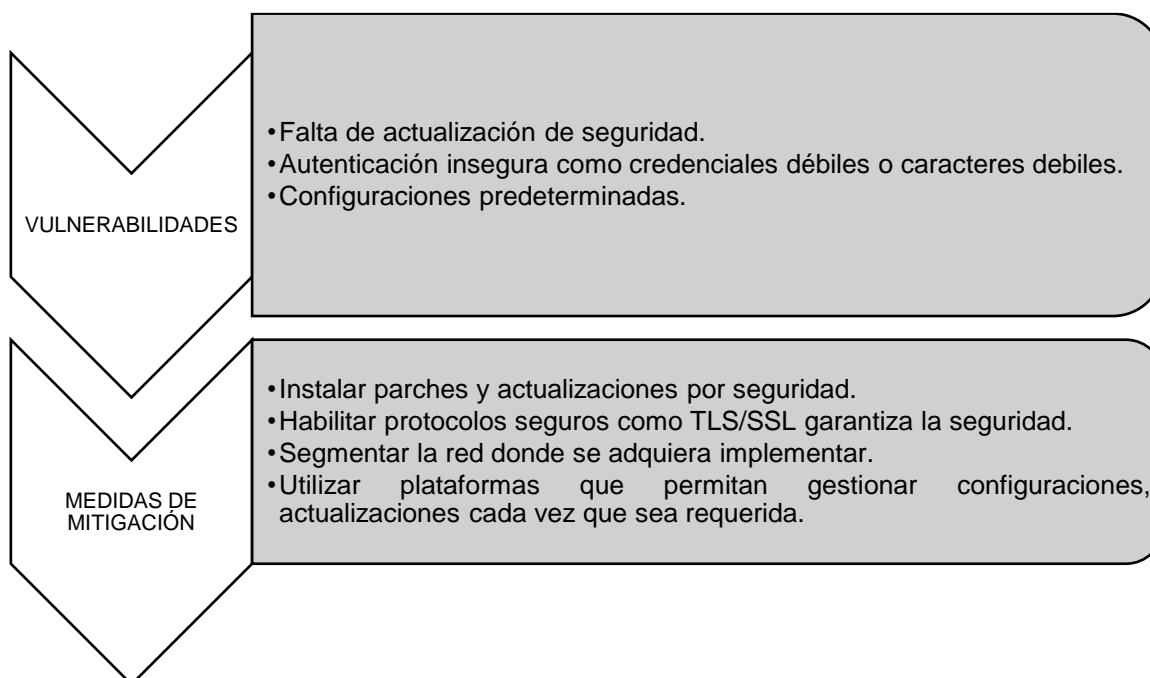 VULNERABILIDADES
•Falta de actualización de seguridad.
•Autenticación insegura como credenciales débiles o caracteres debiles.
•Configuraciones predeterminadas.
MEDIDAS DE
MITIGACIÓN
•Instalar parches y actualizaciones por seguridad.
•Habilitar protocolos seguros como TLS/SSL garantiza la seguridad.
•Segmentar la red donde se adquiera implementar.
•Utilizar plataformas que permitan gestionar configuraciones,
actualizaciones cada vez que sea requerida.